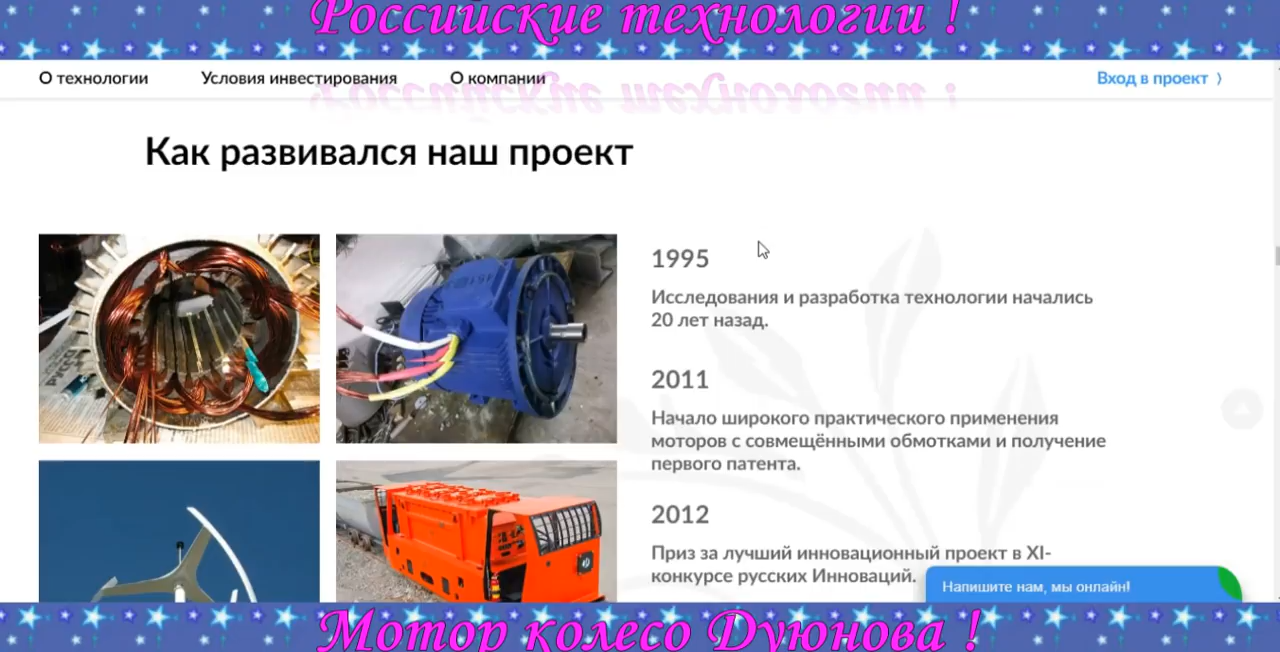 Российские технологии !
О технологии
Условия инвестирования
О компании
Вход в проект 〉
Как развивался наш проект
1995
Исследования и разработка технологии начались
20 лет назад.
2011
Начало широкого практического применения
моторов с совмещёнными обмотками и получение
первого патента.
2012
Приз за лучший инновационный проект в XI-
конкурсе русских Инноваций.
Напишите нам, мы онлайн!
Мотор колесо Дуюнова !